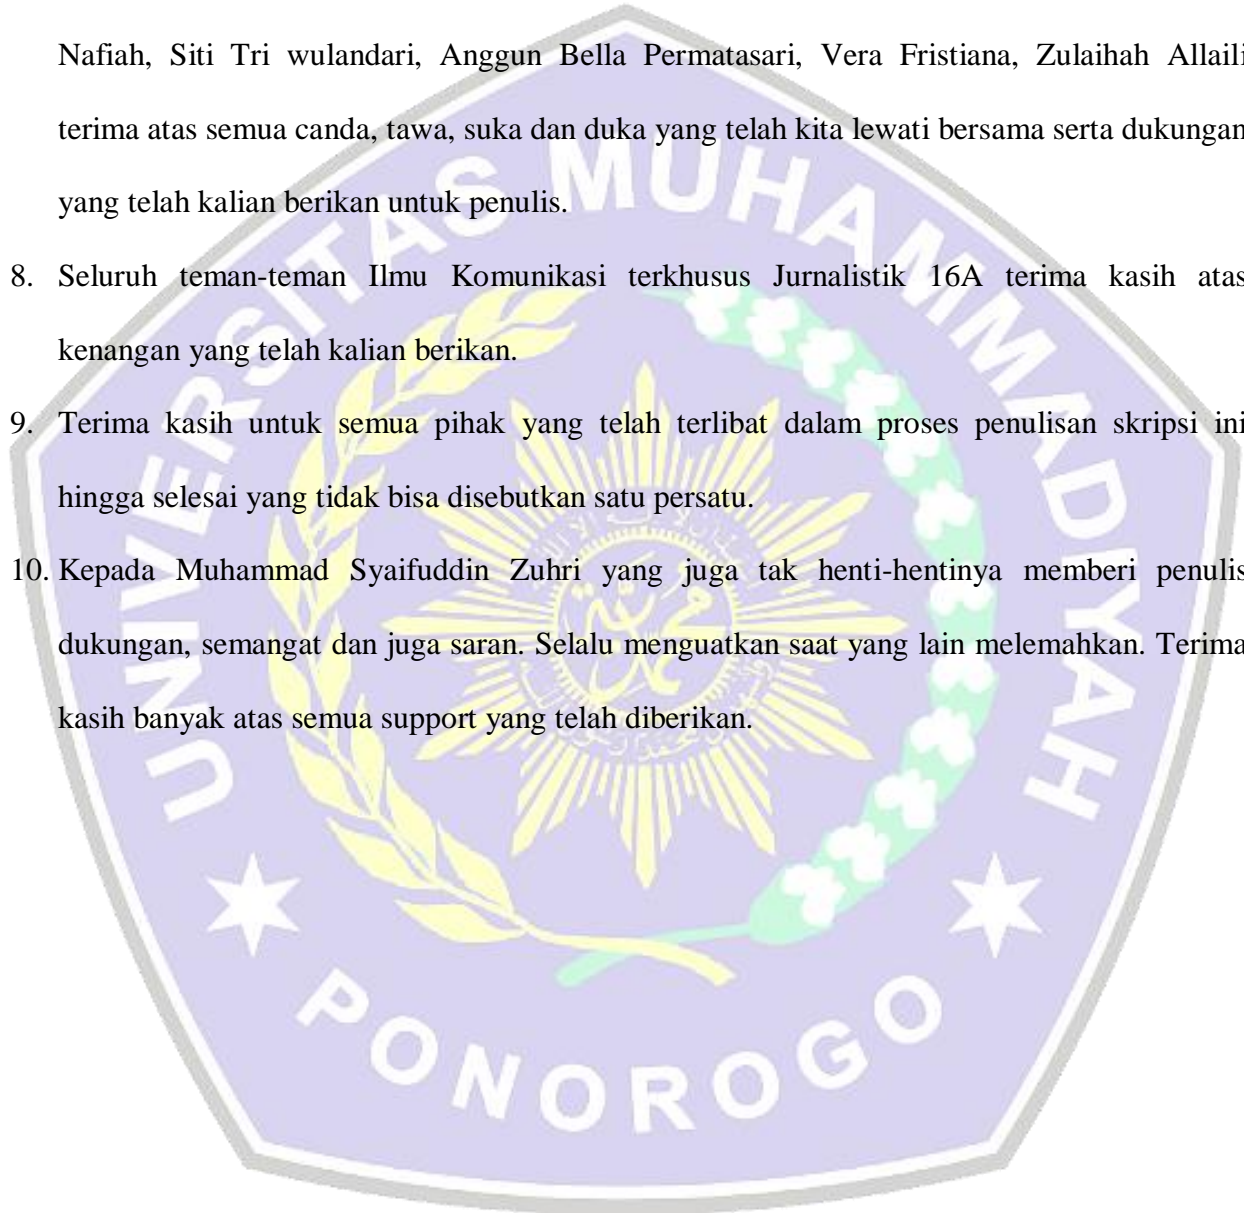 Nafiah, Siti Tri wulandari, Anggun Bella Permatasari, Vera Fristiana, Zulaihah Allaili
terima atas semua canda, tawa, suka dan duka yang telah kita lewati bersama serta dukungan
yang telah kalian berikan untuk penulis.
8. Seluruh teman-teman Ilmu Komunikasi terkhusus Jurnalistik 16A terima kasih atas
kenangan yang telah kalian berikan.
9. Terima kasih untuk semua pihak yang telah terlibat dalam proses penulisan skripsi ini
hingga selesai yang tidak bisa disebutkan satu persatu.
10. Kepada Muhammad Syaifuddin Zuhri yang juga tak henti-hentinya memberi penulis
dukungan, semangat dan juga saran. Selalu menguatkan saat yang lain melemahkan. Terima
kasih banyak atas semua support yang telah diberikan.
UNIVERSITAS MUHAMMADIYAH
PONOROGO